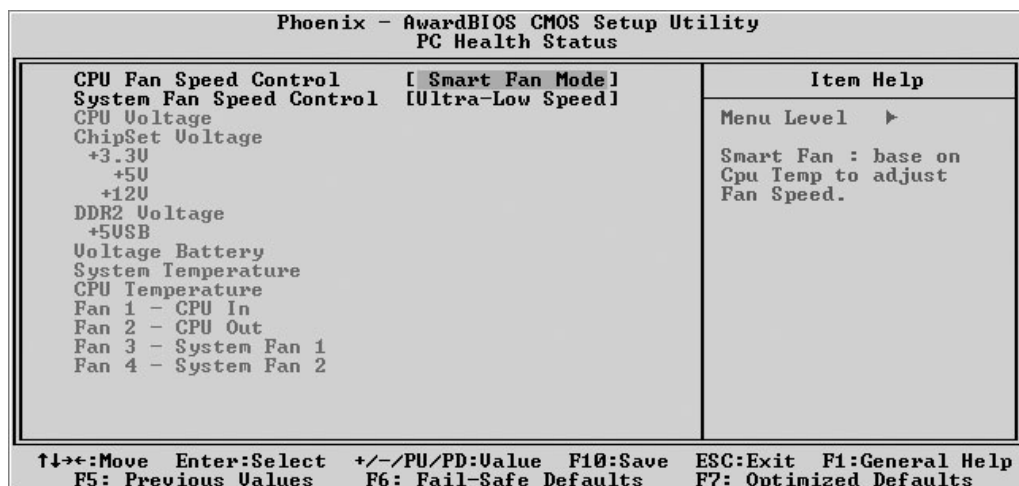 Phoenix – AwardBIOS CMOS Setup Utility
PC Health Status
CPU Fan Speed Control [ Smart Fan Mode]
System Fan Speed Control [Ultra-Low Speed]
CPU Voltage
ChipSet Voltage
+3.3V
+5V
+12V
DDR2 Voltage
+5VSB
Voltage Battery
System Temperature
CPU Temperature
Fan 1 – CPU In
Fan 2 – CPU Out
Fan 3 – System Fan 1
Fan 4 – System Fan 2
Item Help
Menu Level ▶
Smart Fan : base on
Cpu Temp to adjust
Fan Speed.
↑↓→←:Move Enter:Select +/-/PU/PD:Value F10:Save ESC:Exit F1:General Help
F5: Previous Values F6: Fail-Safe Defaults F7: Optimized Defaults